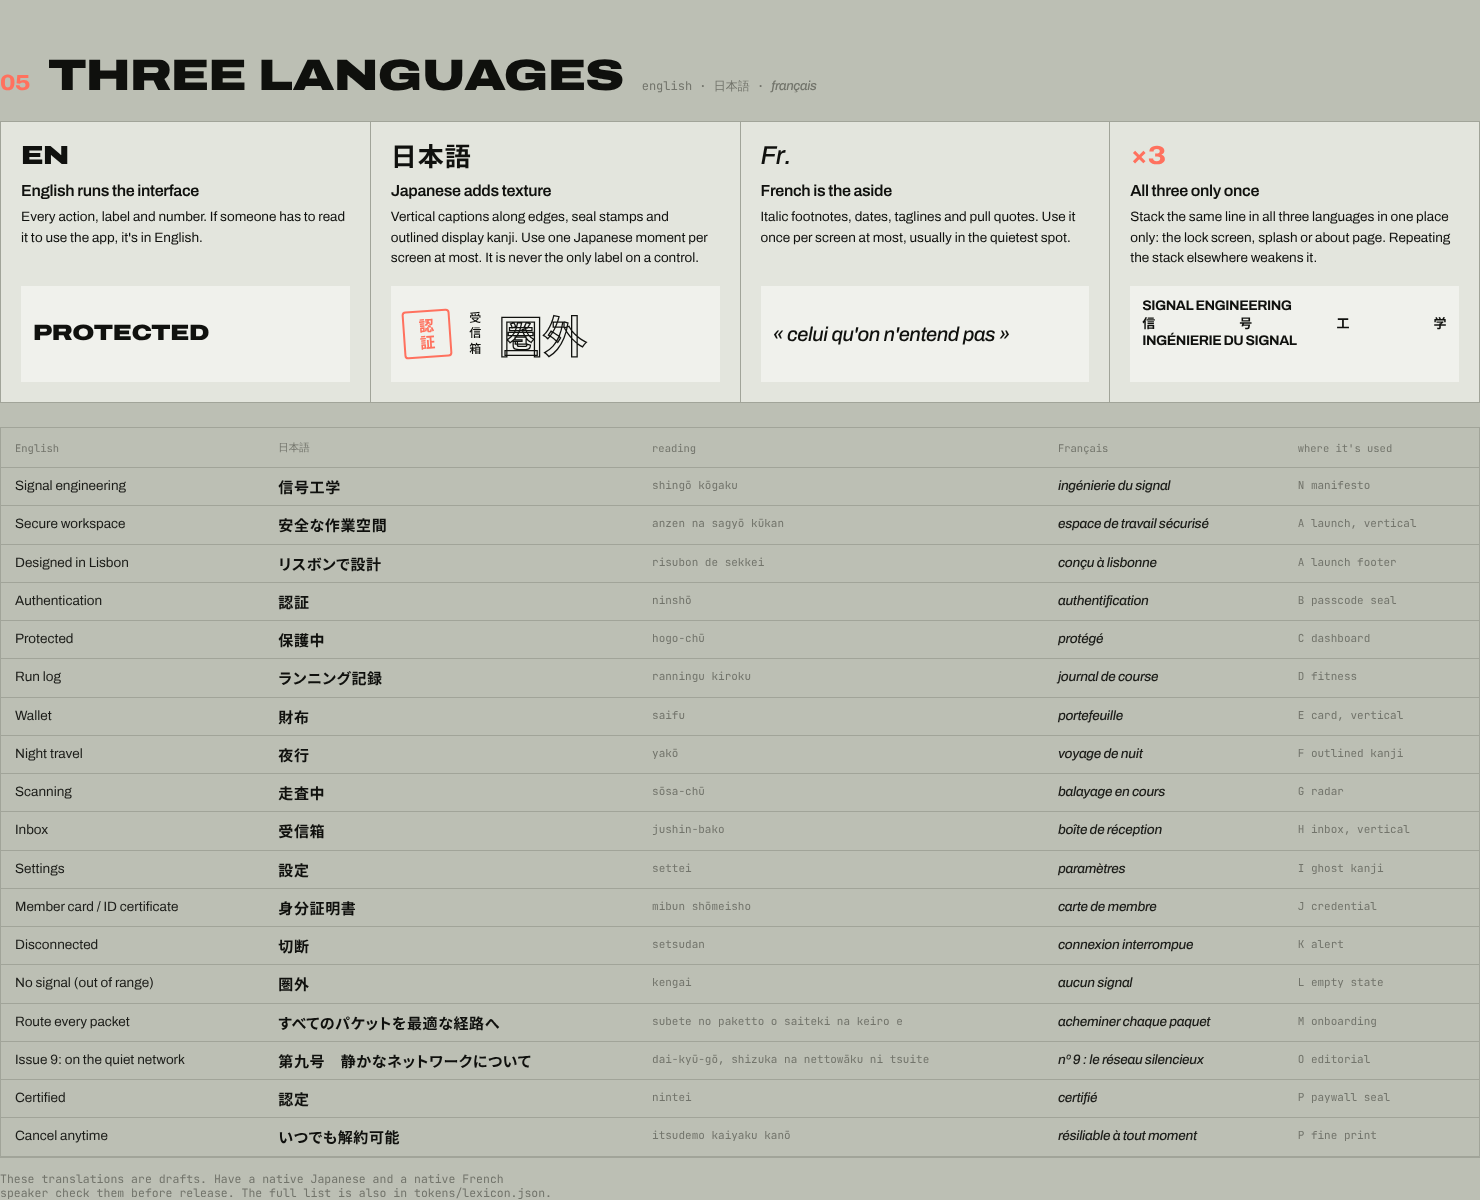 05 THREE LANGUAGES english · 日本語 · français
EN
English runs the interface
Every action, label and number. If someone has to read
it to use the app, it's in English.
PROTECTED
日本語
Japanese adds texture
Vertical captions along edges, seal stamps and
outlined display kanji. Use one Japanese moment per
screen at most. It is never the only label on a control.
認証
受信箱
圏外
Fr.
French is the aside
Italic footnotes, dates, taglines and pull quotes. Use it
once per screen at most, usually in the quietest spot.
« celui qu'on n'entend pas »
×3
All three only once
Stack the same line in all three languages in one place
only: the lock screen, splash or about page. Repeating
the stack elsewhere weakens it.
SIGNAL ENGINEERING
信号工学
INGÉNIERIE DU SIGNAL
English 日本語 reading Français where it's used
Signal engineering 信号工学 shingō kōgaku ingénierie du signal N manifesto
Secure workspace 安全な作業空間 anzen na sagyō kūkan espace de travail sécurisé A launch, vertical
Designed in Lisbon リスボンで設計 risubon de sekkei conçu à lisbonne A launch footer
Authentication 認証 ninshō authentification B passcode seal
Protected 保護中 hogo-chū protégé C dashboard
Run log ランニング記録 ranningu kiroku journal de course D fitness
Wallet 財布 saifu portefeuille E card, vertical
Night travel 夜行 yakō voyage de nuit F outlined kanji
Scanning 走査中 sōsa-chū balayage en cours G radar
Inbox 受信箱 jushin-bako boîte de réception H inbox, vertical
Settings 設定 settei paramètres I ghost kanji
Member card / ID certificate 身分証明書 mibun shōmeisho carte de membre J credential
Disconnected 切断 setsudan connexion interrompue K alert
No signal (out of range) 圏外 kengai aucun signal L empty state
Route every packet すべてのパケットを最適な経路へ subete no paketto o saiteki na keiro e acheminer chaque paquet M onboarding
Issue 9: on the quiet network 第九号　静かなネットワークについて dai-kyū-gō, shizuka na nettowāku ni tsuite nº 9 : le réseau silencieux O editorial
Certified 認定 nintei certifié P paywall seal
Cancel anytime いつでも解約可能 itsudemo kaiyaku kanō résiliable à tout moment P fine print
These translations are drafts. Have a native Japanese and a native French
speaker check them before release. The full list is also in tokens/lexicon.json.